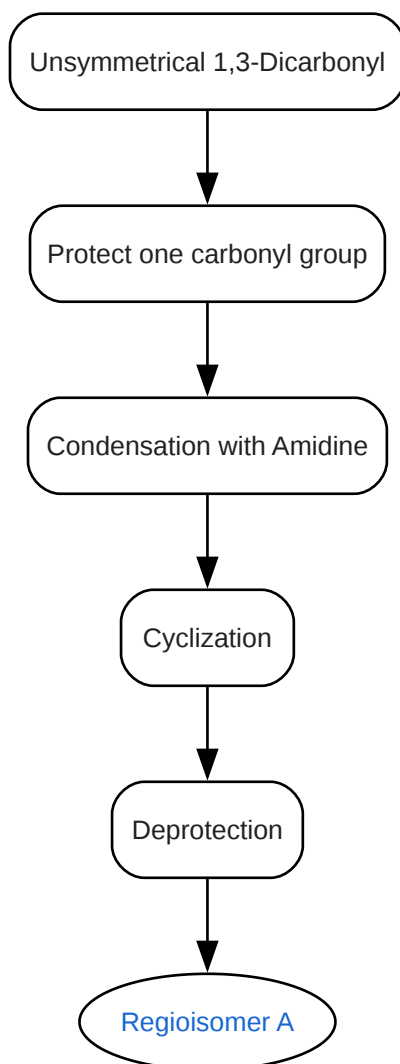 Unsymmetrical 1,3-Dicarbonyl
Protect one carbonyl group
Condensation with Amidine
Cyclization
Deprotection
Regioisomer A